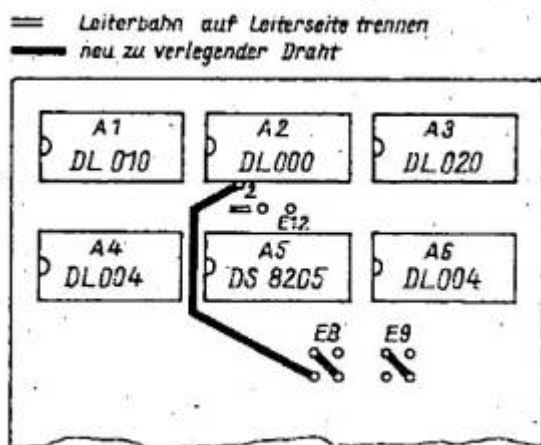 Leiterbahn auf Leiterseite trennen
neu zu verlegender Draht
A1 A2 A3
DL 010 DL000 DL020
2
E12
A4 A5 A6
DL004 DS 8205 DL004
E8 E9